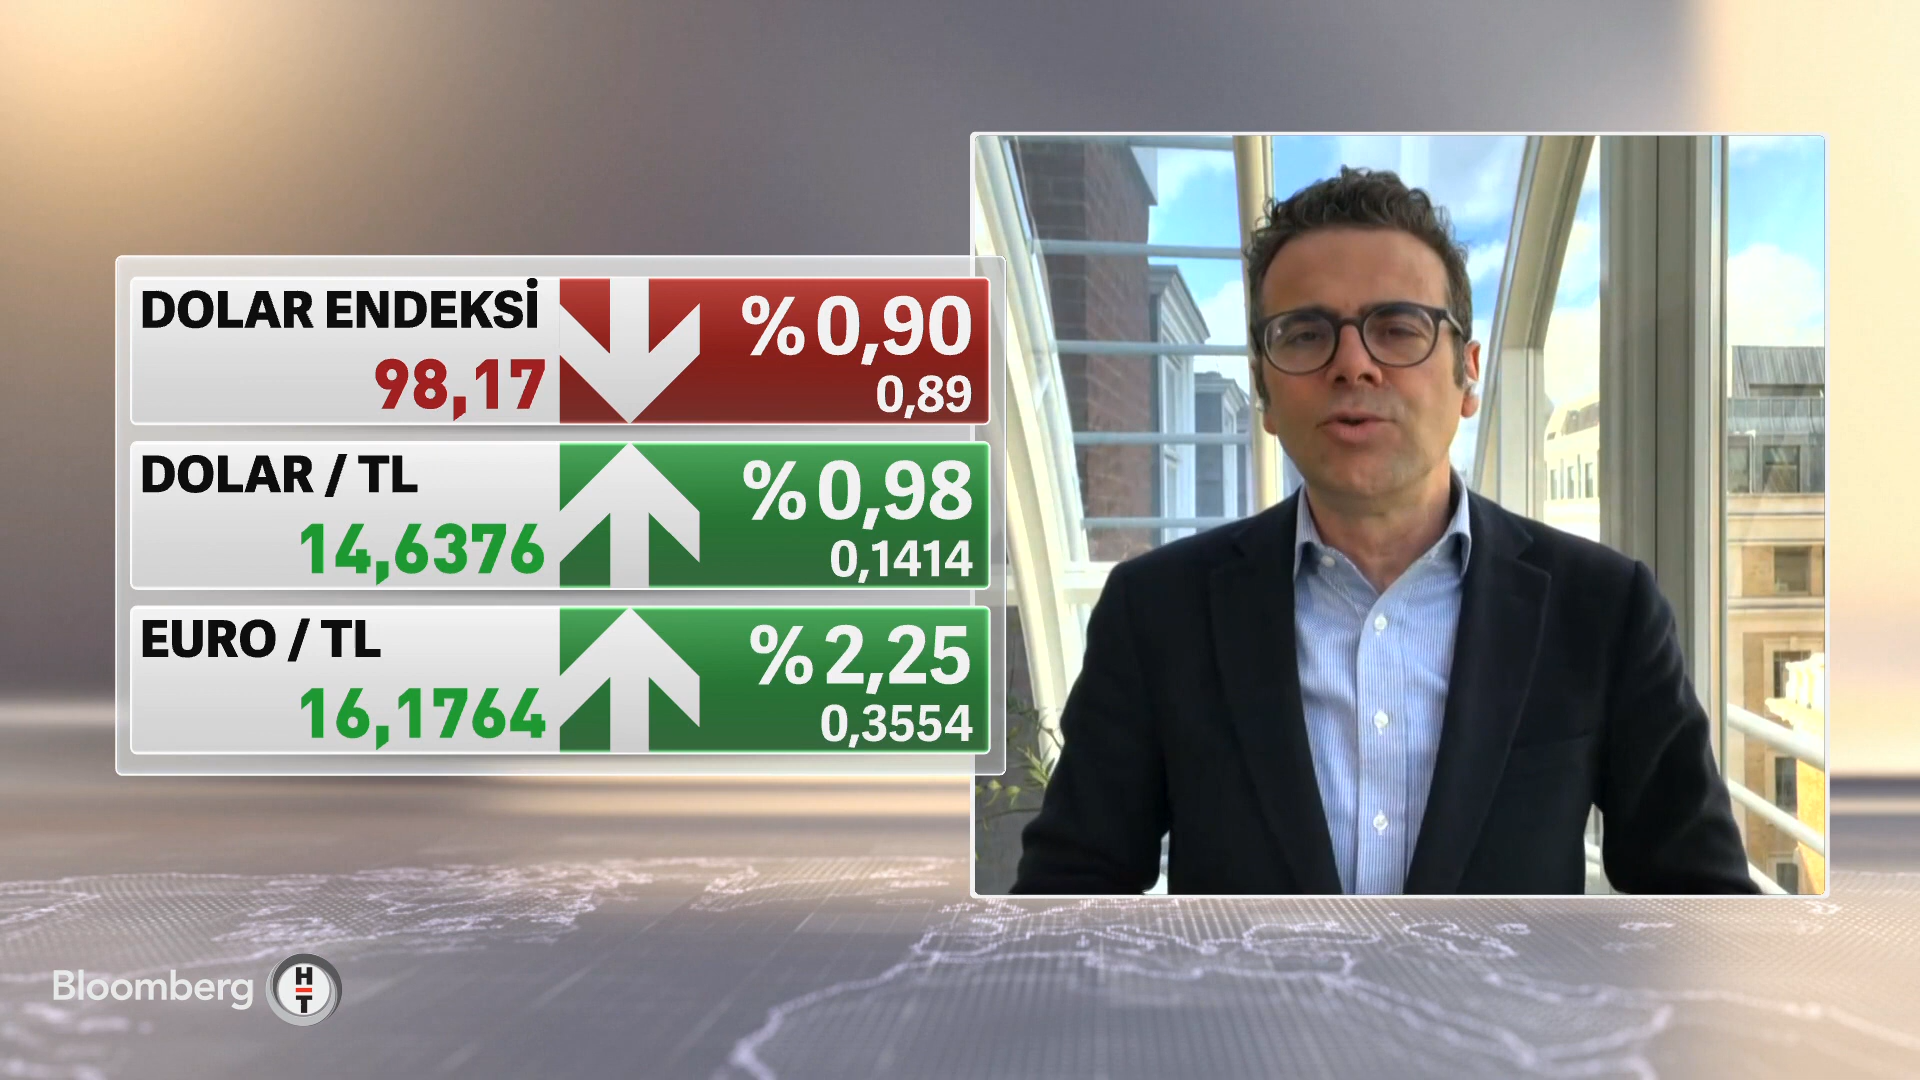 DOLAR ENDEKSİ
98,17
%0,90
0,89
DOLAR / TL
14,6376
%0,98
0,1414
EURO / TL
16,1764
%2,25
0,3554
Bloomberg HT